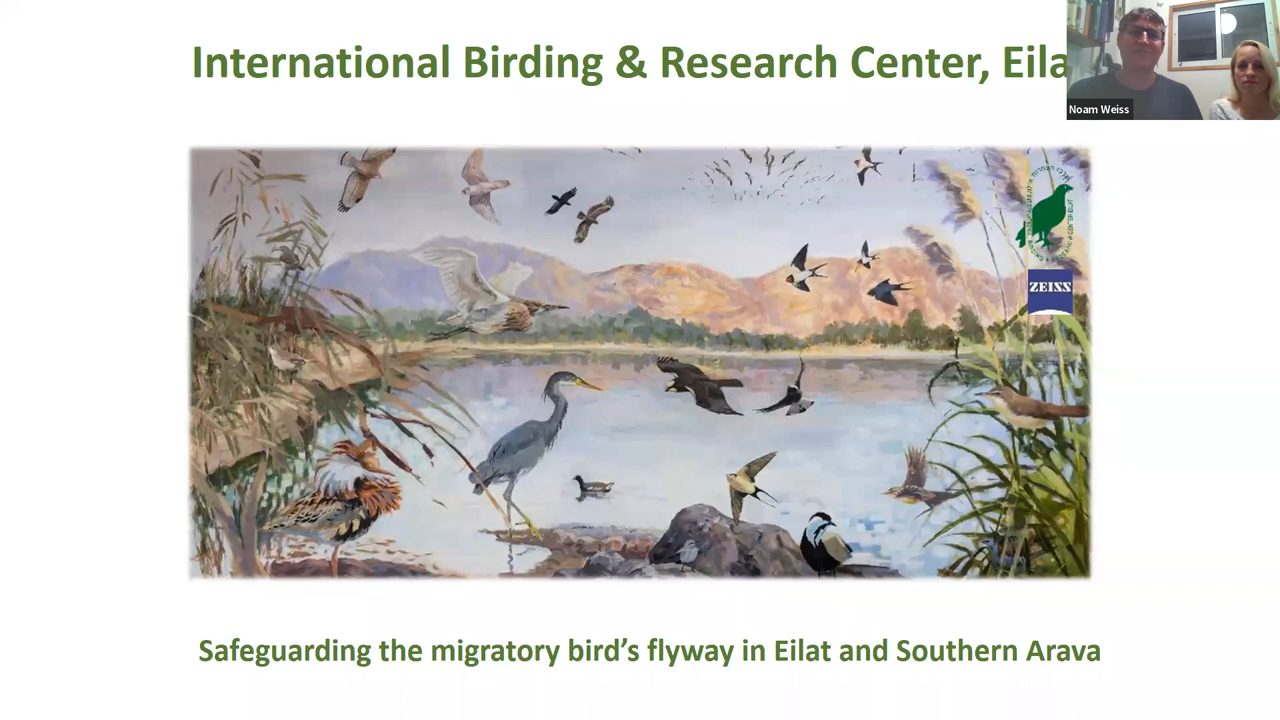 International Birding & Research Center, Eila
Noam Weiss
ZEISS
Safeguarding the migratory bird's flyway in Eilat and Southern Arava